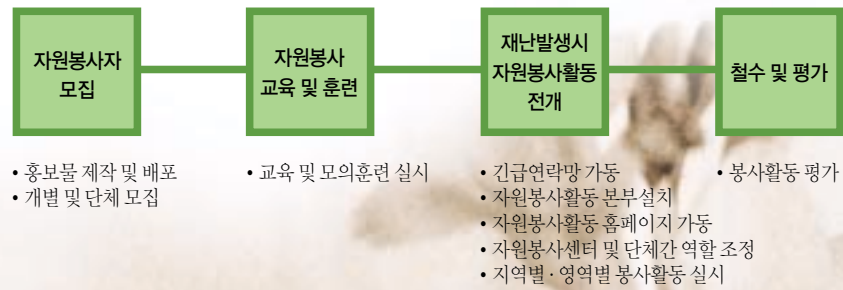 자원봉사자
모집
자원봉사
교육 및 훈련
재난발생시
자원봉사활동
전개
철수 및 평가
• 홍보물 제작 및 배포
• 개별 및 단체 모집
• 교육 및 모의훈련 실시
• 긴급연락망 가동
• 자원봉사활동 본부설치
• 자원봉사활동 홈페이지 가동
• 자원봉사센터 및 단체간 역할 조정
• 지역별 · 영역별 봉사활동 실시
• 봉사활동 평가